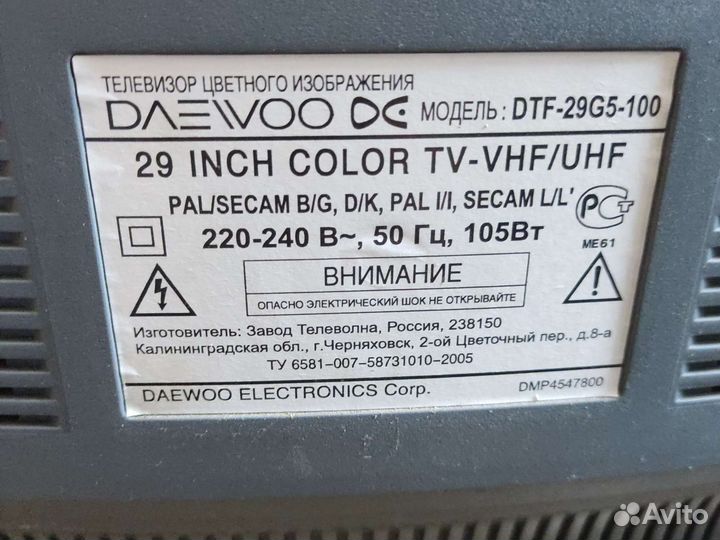 ТЕЛЕВИЗОР ЦВЕТНОГО ИЗОБРАЖЕНИЯ
DAEWOO МОДЕЛЬ: DTF-29G5-100
29 INCH COLOR TV-VHF/UHF
PAL/SECAM B/G, D/K, PAL I/I, SECAM L/L'
220-240 В~, 50 Гц, 105Вт
РСТ
ME61
ВНИМАНИЕ
ОПАСНО ЭЛЕКТРИЧЕСКИЙ ШОК НЕ ОТКРЫВАЙТЕ
Изготовитель: Завод Телеволна, Россия, 238150
Калининградская обл., г.Черняховск, 2-ой Цветочный пер., д.8-а
ТУ 6581-007-58731010-2005
DAEWOO ELECTRONICS Corp. DMP4547800
Avito